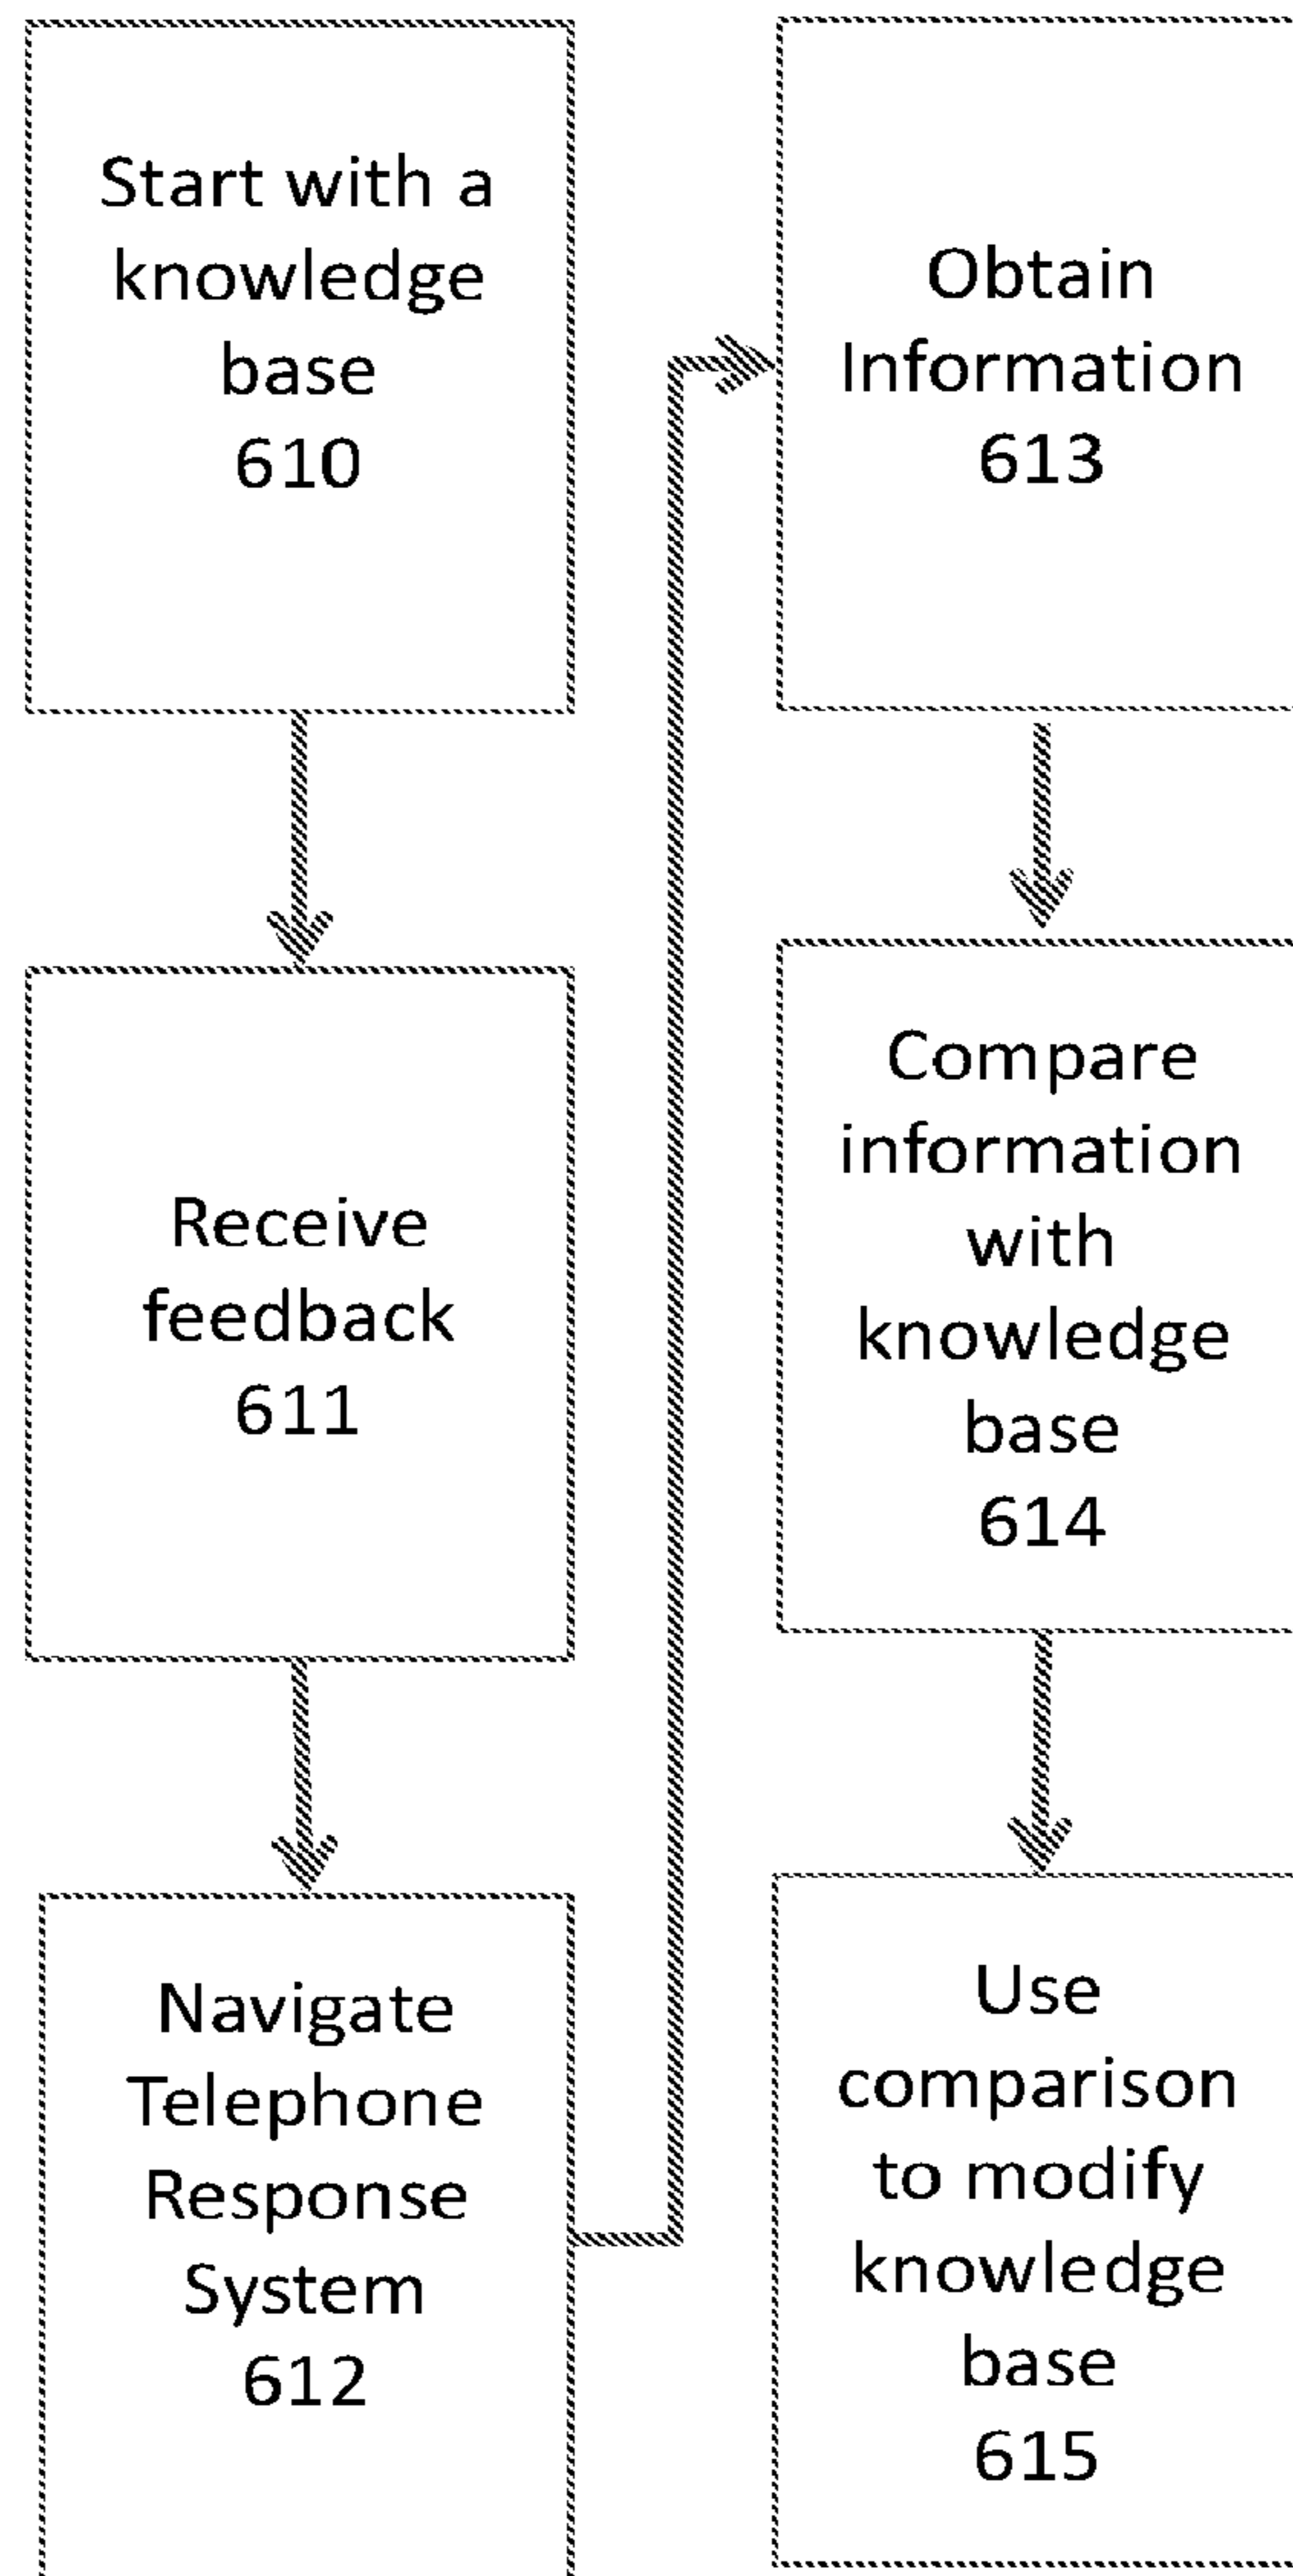 Start with a
knowledge
base
610
Receive
feedback
611
Navigate
Telephone
Response
System
612
Obtain
Information
613
Compare
information
with
knowledge
base
614
Use
comparison
to modify
knowledge
base
615